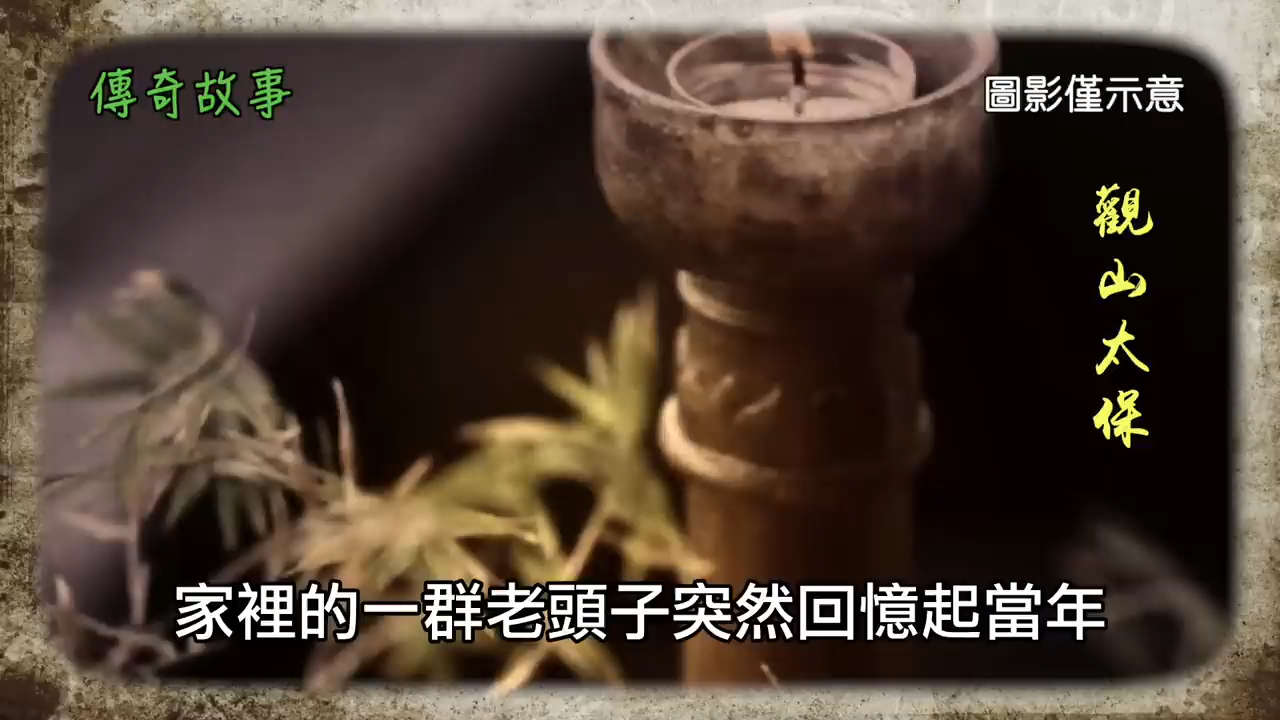 傳奇故事
圖影僅示意
觀山太保
家裡的一群老頭子突然回憶起當年